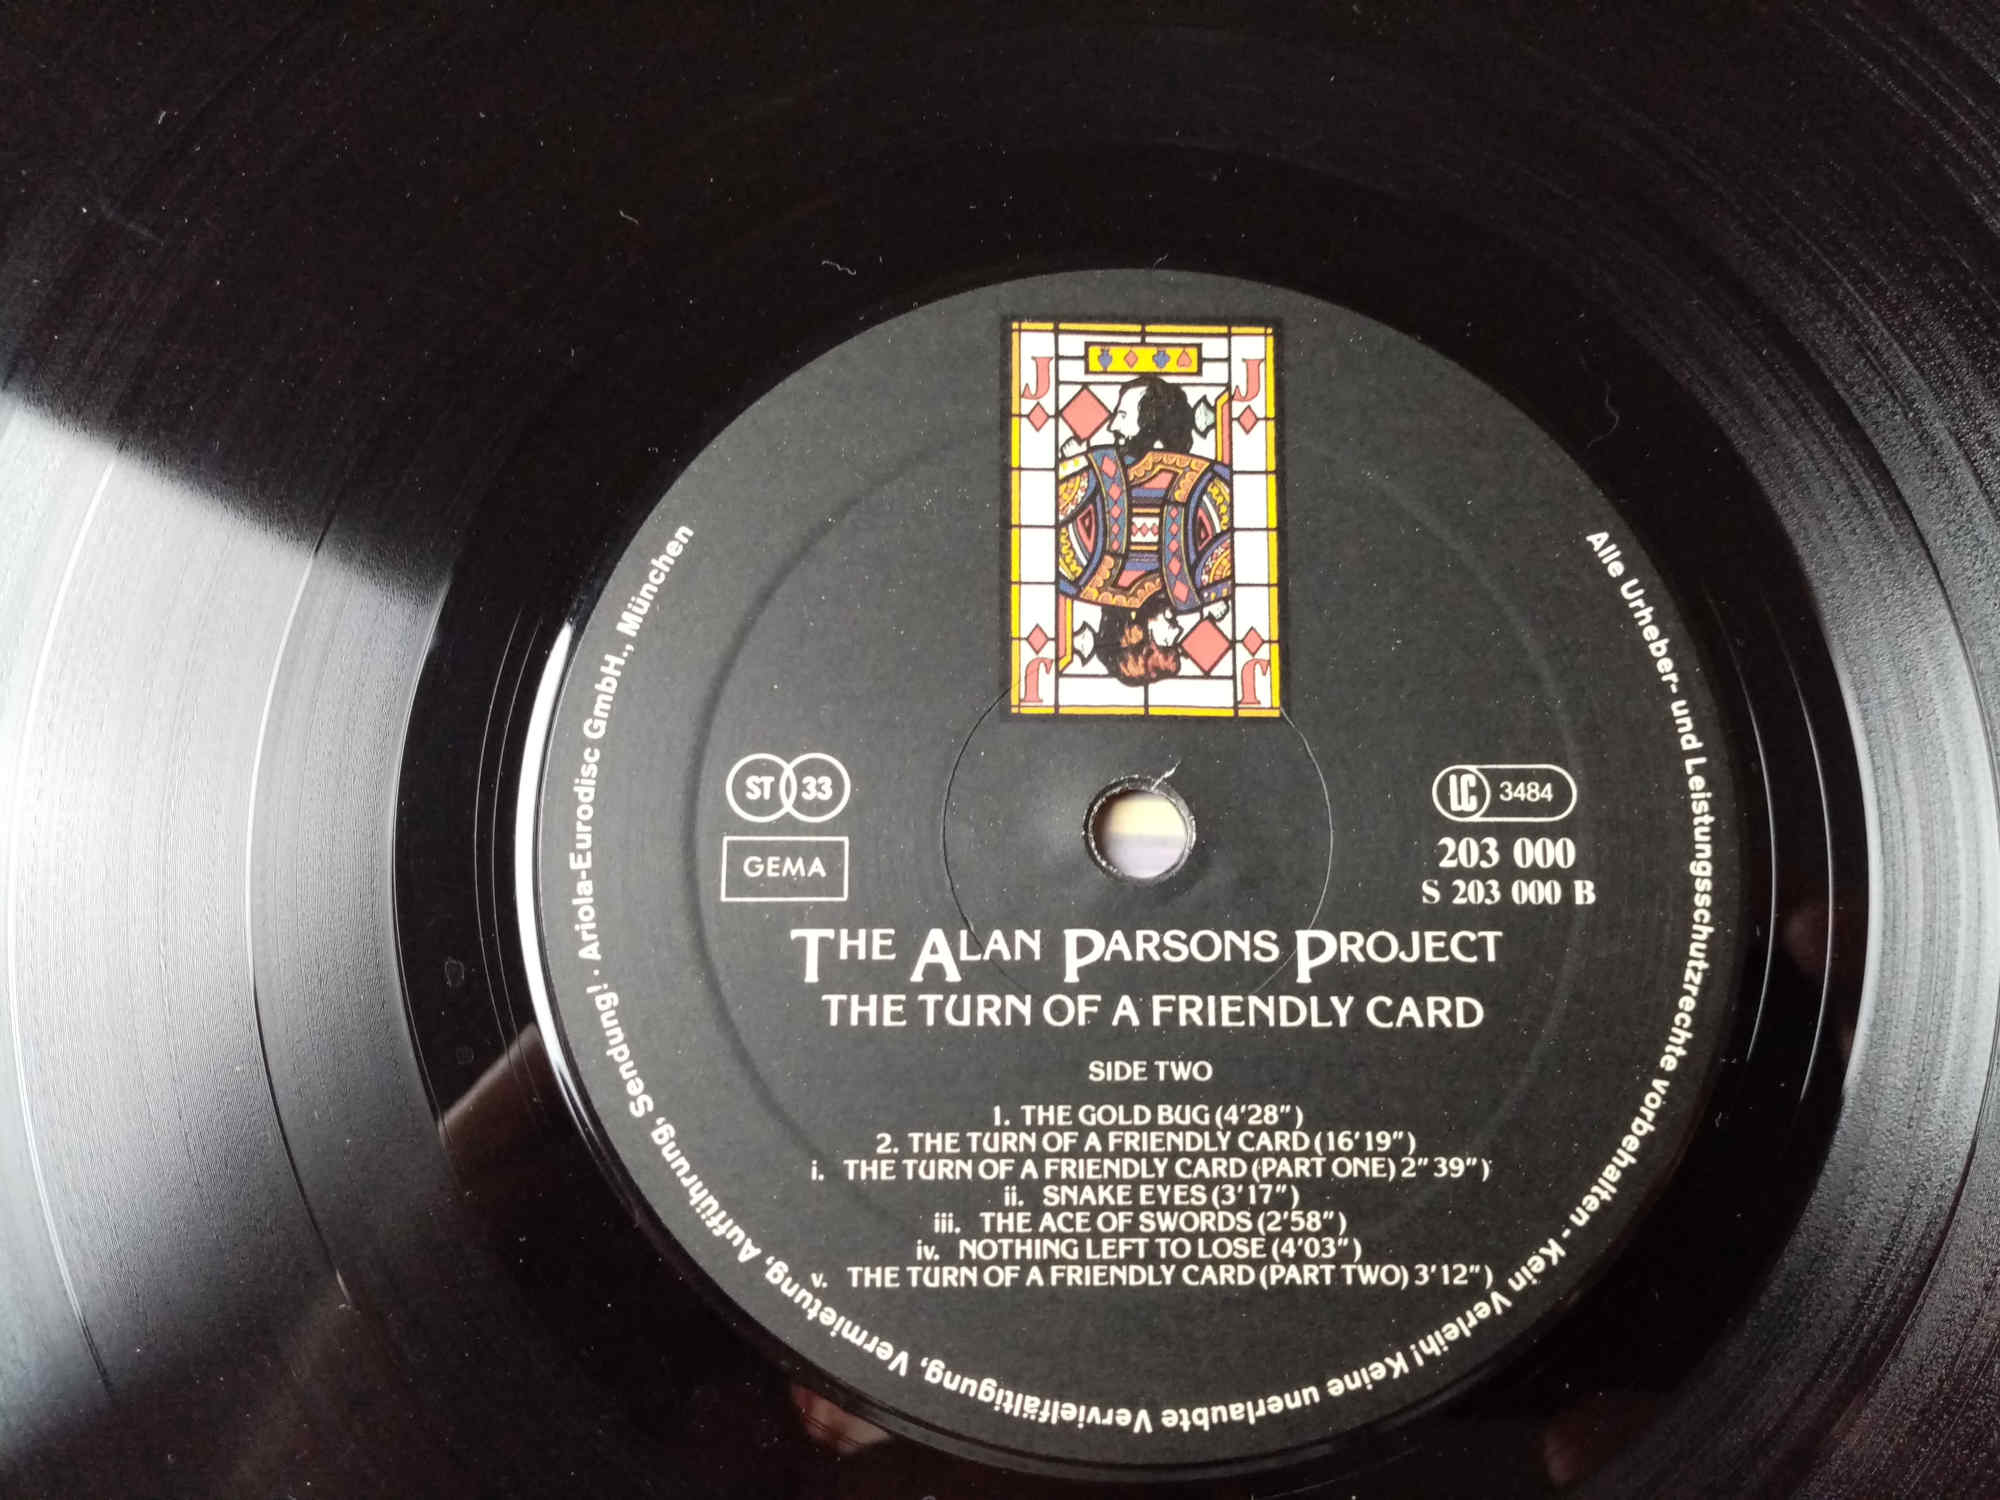 J J
J J
ST 33
GEMA
LC 3484
203 000
S 203 000 B
THE ALAN PARSONS PROJECT
THE TURN OF A FRIENDLY CARD
SIDE TWO
1. THE GOLD BUG (4'28")
2. THE TURN OF A FRIENDLY CARD (16'19")
i. THE TURN OF A FRIENDLY CARD (PART ONE) 2"39")
ii. SNAKE EYES (3'17")
iii. THE ACE OF SWORDS (2'58")
iv. NOTHING LEFT TO LOSE (4'03")
v. THE TURN OF A FRIENDLY CARD (PART TWO) 3'12")
Alle Urheber- und Leistungsschutzrechte vorbehalten - Kein Verleih! Keine unerlaubte Vervielfältigung, Vermietung, Aufführung, Sendung! · Ariola-Eurodisc GmbH., München